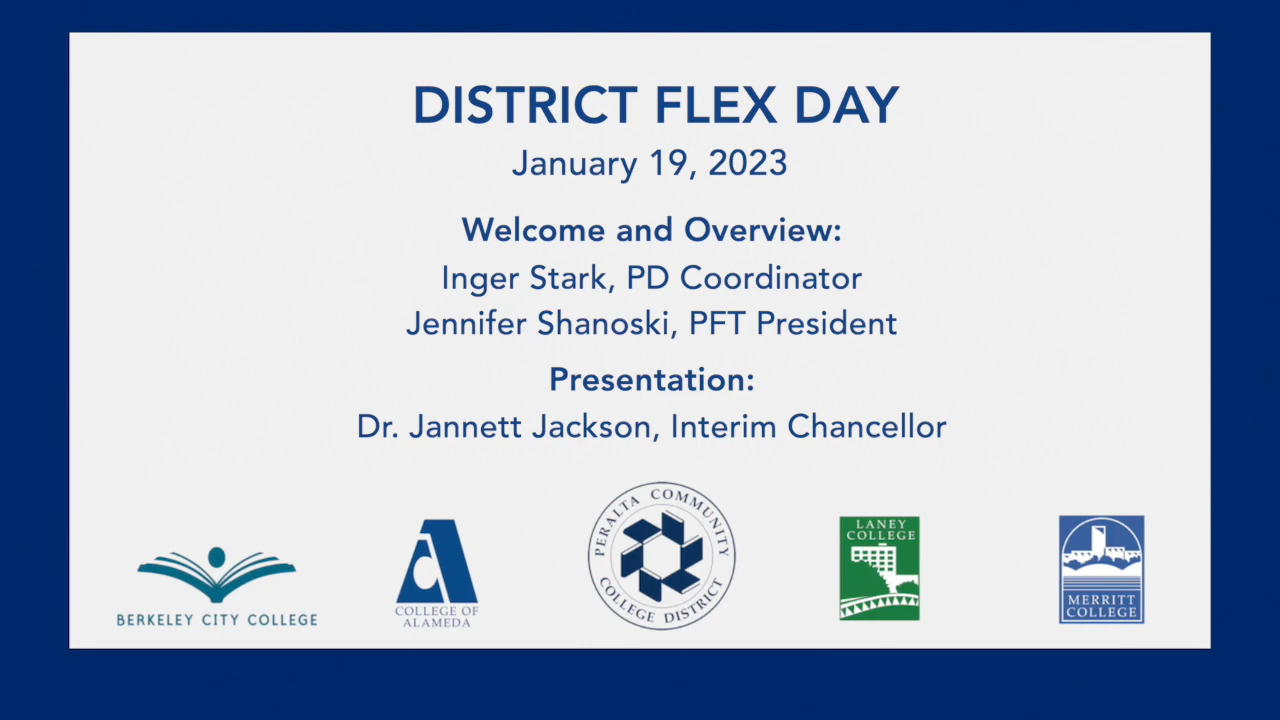 DISTRICT FLEX DAY
January 19, 2023
Welcome and Overview:
Inger Stark, PD Coordinator
Jennifer Shanoski, PFT President
Presentation:
Dr. Jannett Jackson, Interim Chancellor
BERKELEY CITY COLLEGE
COLLEGE OF
ALAMEDA
PERALTA COMMUNITY
COLLEGE DISTRICT
LANEY
COLLEGE
MERRITT
COLLEGE